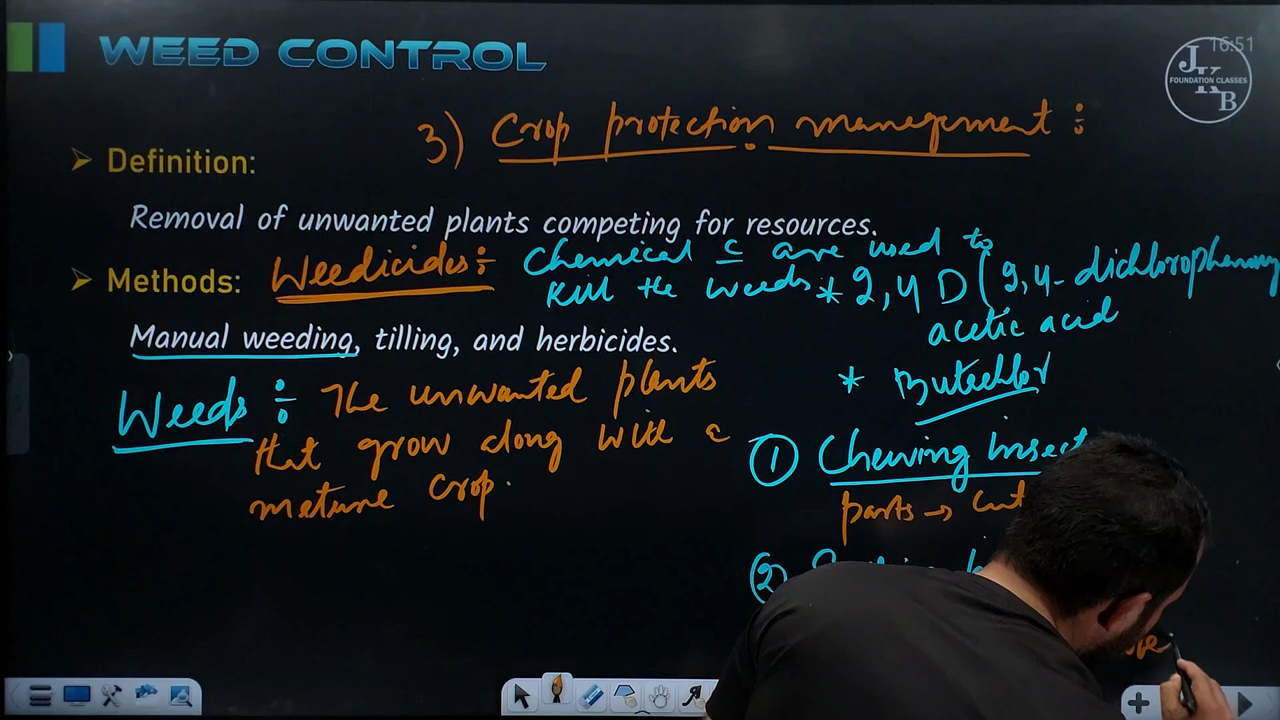 WEED CONTROL
16:51
JKB
FOUNDATION CLASSES
3) Crop protection management :
Definition:
Removal of unwanted plants competing for resources.
Methods: Weedicides:- Chemical c are used to
kill the weeds * 2,4 D (2,4-dichlorophenoxy
acetic acid
Manual weeding, tilling, and herbicides.
* Butachlor
Weeds :- The unwanted plants
that grow along with a
mature crop.
① Chewing insect
parts → cut
②